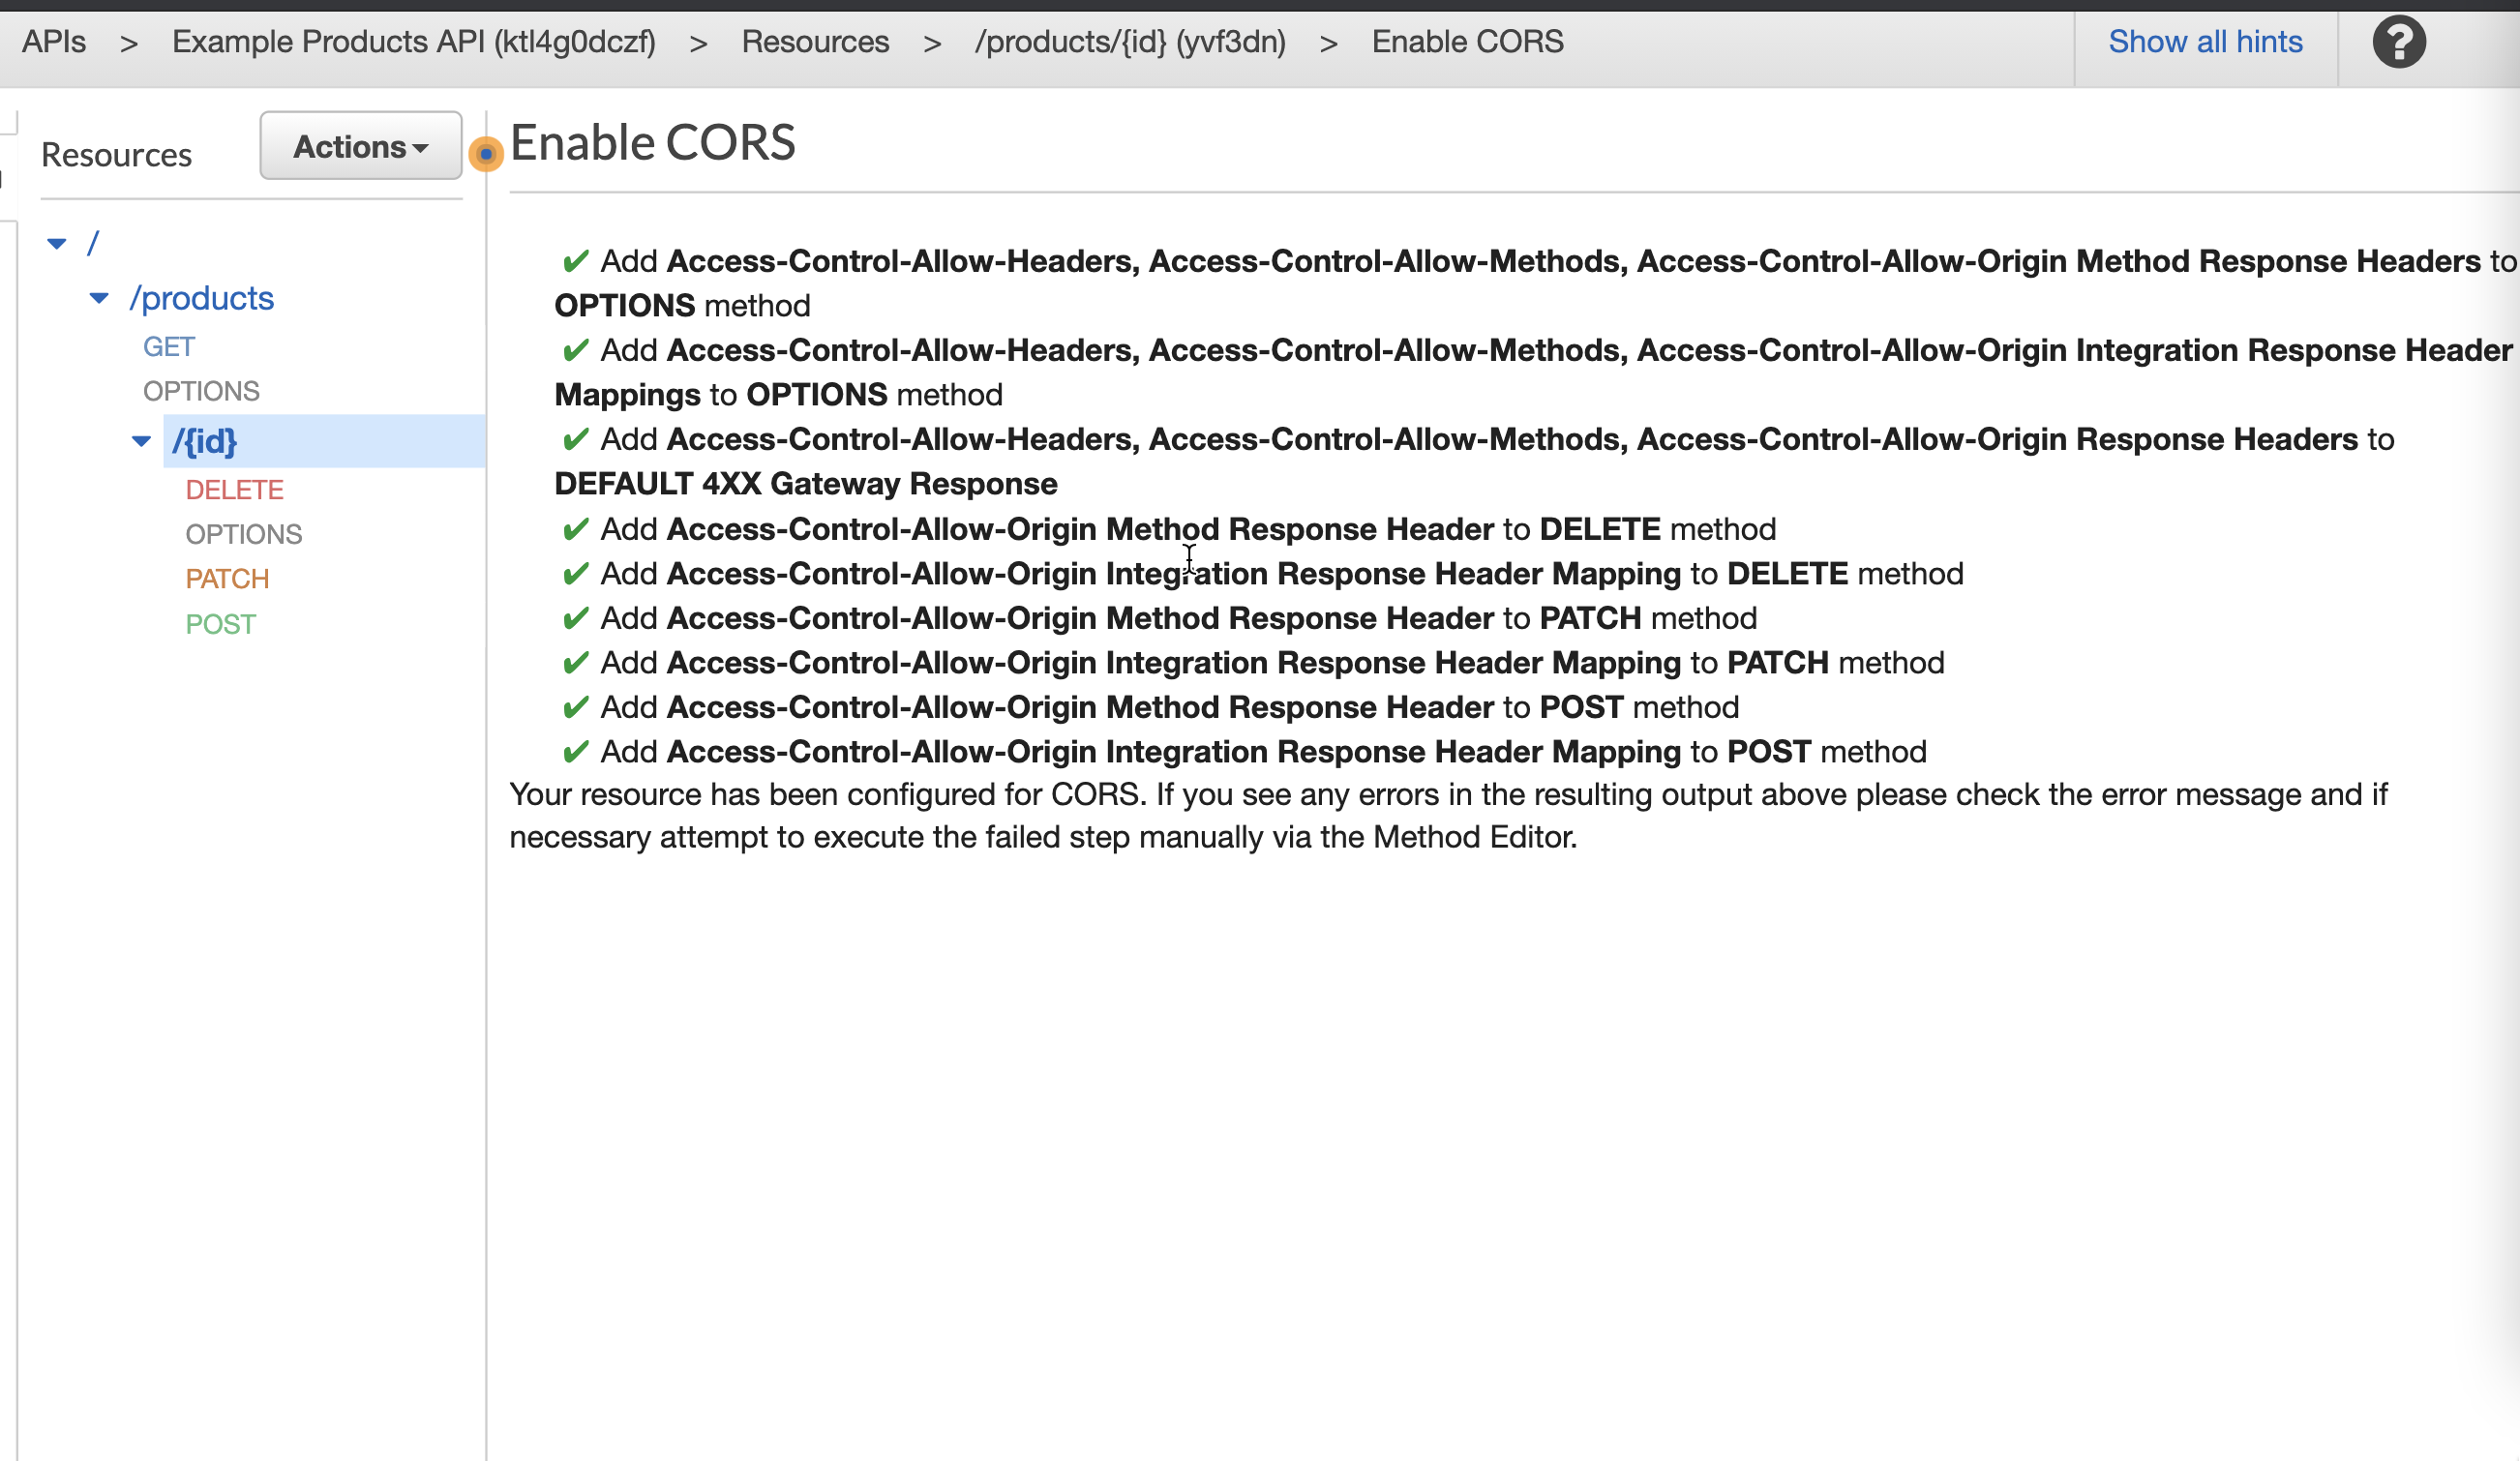 APIs > Example Products API (ktl4g0dczf) > Resources > /products/{id} (yvf3dn) > Enable CORS Show all hints ?
Resources Actions
Enable CORS
/
/products
GET
OPTIONS
/{id}
DELETE
OPTIONS
PATCH
POST
✔ Add Access-Control-Allow-Headers, Access-Control-Allow-Methods, Access-Control-Allow-Origin Method Response Headers to
OPTIONS method
✔ Add Access-Control-Allow-Headers, Access-Control-Allow-Methods, Access-Control-Allow-Origin Integration Response Header
Mappings to OPTIONS method
✔ Add Access-Control-Allow-Headers, Access-Control-Allow-Methods, Access-Control-Allow-Origin Response Headers to
DEFAULT 4XX Gateway Response
✔ Add Access-Control-Allow-Origin Method Response Header to DELETE method
✔ Add Access-Control-Allow-Origin Integration Response Header Mapping to DELETE method
✔ Add Access-Control-Allow-Origin Method Response Header to PATCH method
✔ Add Access-Control-Allow-Origin Integration Response Header Mapping to PATCH method
✔ Add Access-Control-Allow-Origin Method Response Header to POST method
✔ Add Access-Control-Allow-Origin Integration Response Header Mapping to POST method
Your resource has been configured for CORS. If you see any errors in the resulting output above please check the error message and if
necessary attempt to execute the failed step manually via the Method Editor.